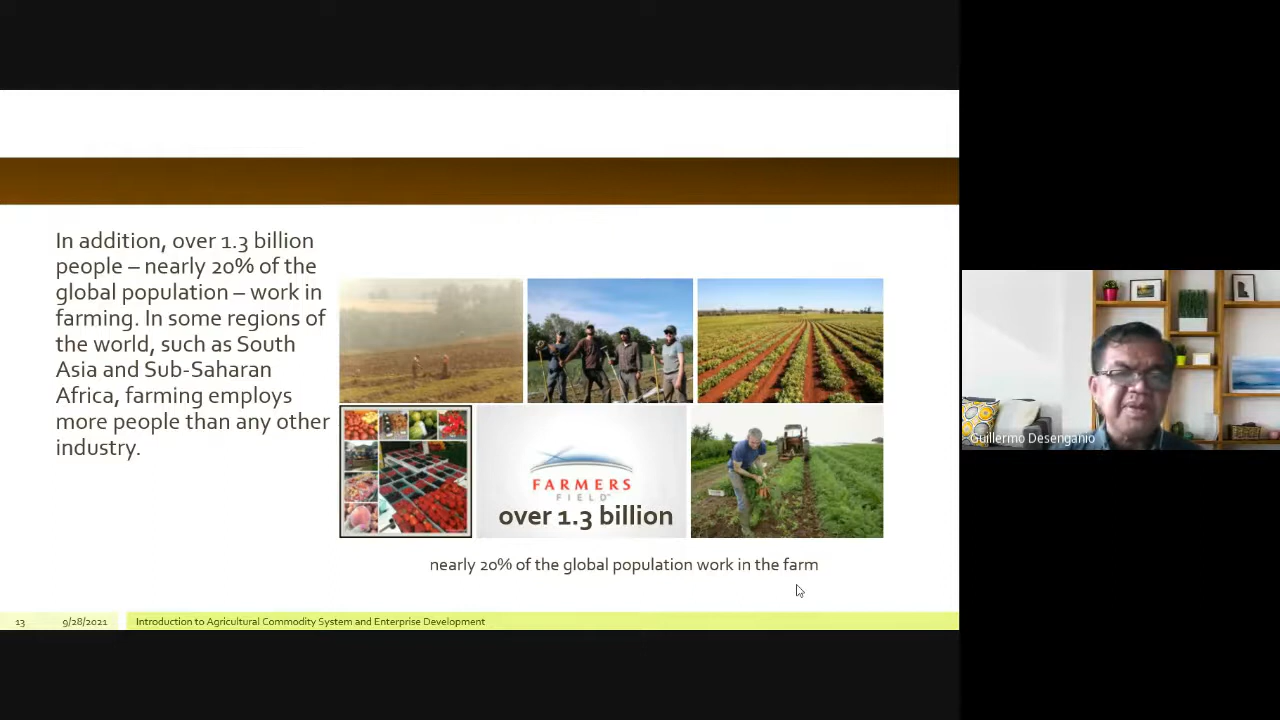 In addition, over 1.3 billion
people – nearly 20% of the
global population – work in
farming. In some regions of
the world, such as South
Asia and Sub-Saharan
Africa, farming employs
more people than any other
industry.
FARMERS
FIELD™
over 1.3 billion
nearly 20% of the global population work in the farm
13 9/28/2021 Introduction to Agricultural Commodity System and Enterprise Development
Guillermo Desenganio